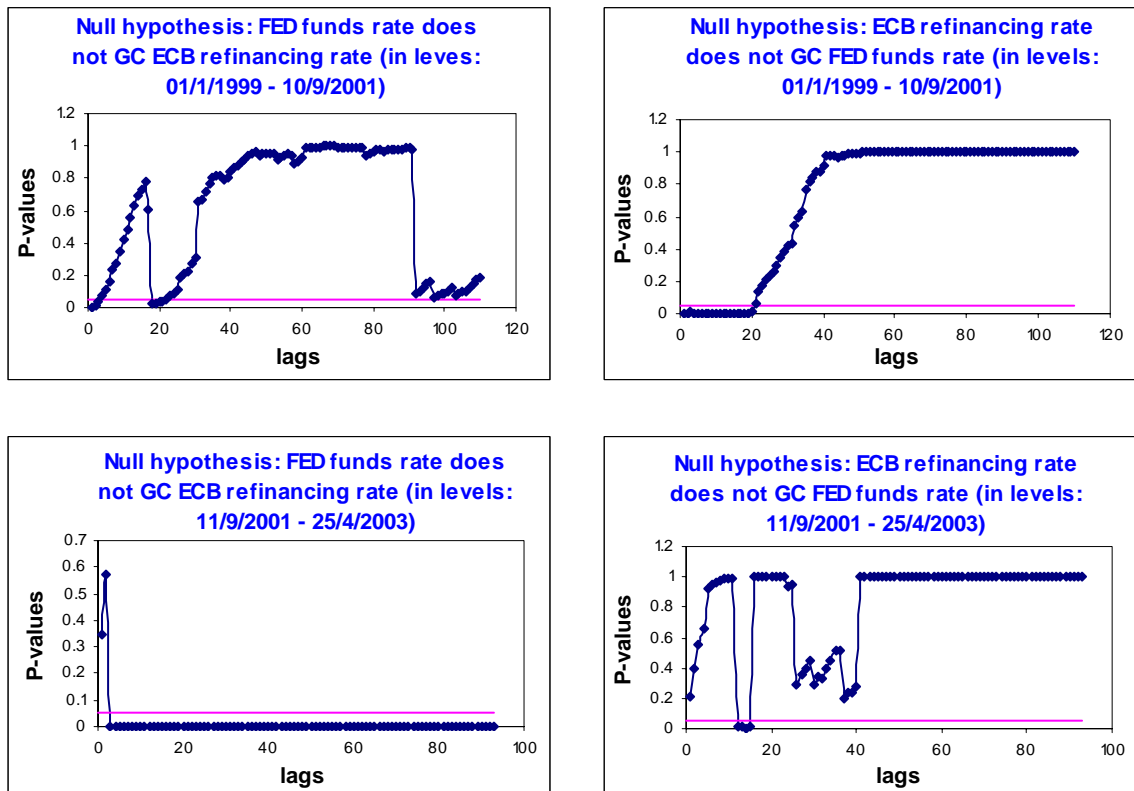 Null hypothesis: FED funds rate does
not GC ECB refinancing rate (in leves:
01/1/1999 - 10/9/2001)
1.2
1
0.8
0.6
0.4
0.2
0
P-values
0 20 40 60 80 100 120
lags
Null hypothesis: ECB refinancing rate
does not GC FED funds rate (in levels:
01/1/1999 - 10/9/2001)
1.2
1
0.8
0.6
0.4
0.2
0
P-values
0 20 40 60 80 100 120
lags
Null hypothesis: FED funds rate does
not GC ECB refinancing rate (in levels:
11/9/2001 - 25/4/2003)
0.7
0.6
0.5
0.4
0.3
0.2
0.1
0
P-values
0 20 40 60 80 100
lags
Null hypothesis: ECB refinancing rate
does not GC FED funds rate (in levels:
11/9/2001 - 25/4/2003)
1.2
1
0.8
0.6
0.4
0.2
0
P-values
0 20 40 60 80 100
lags